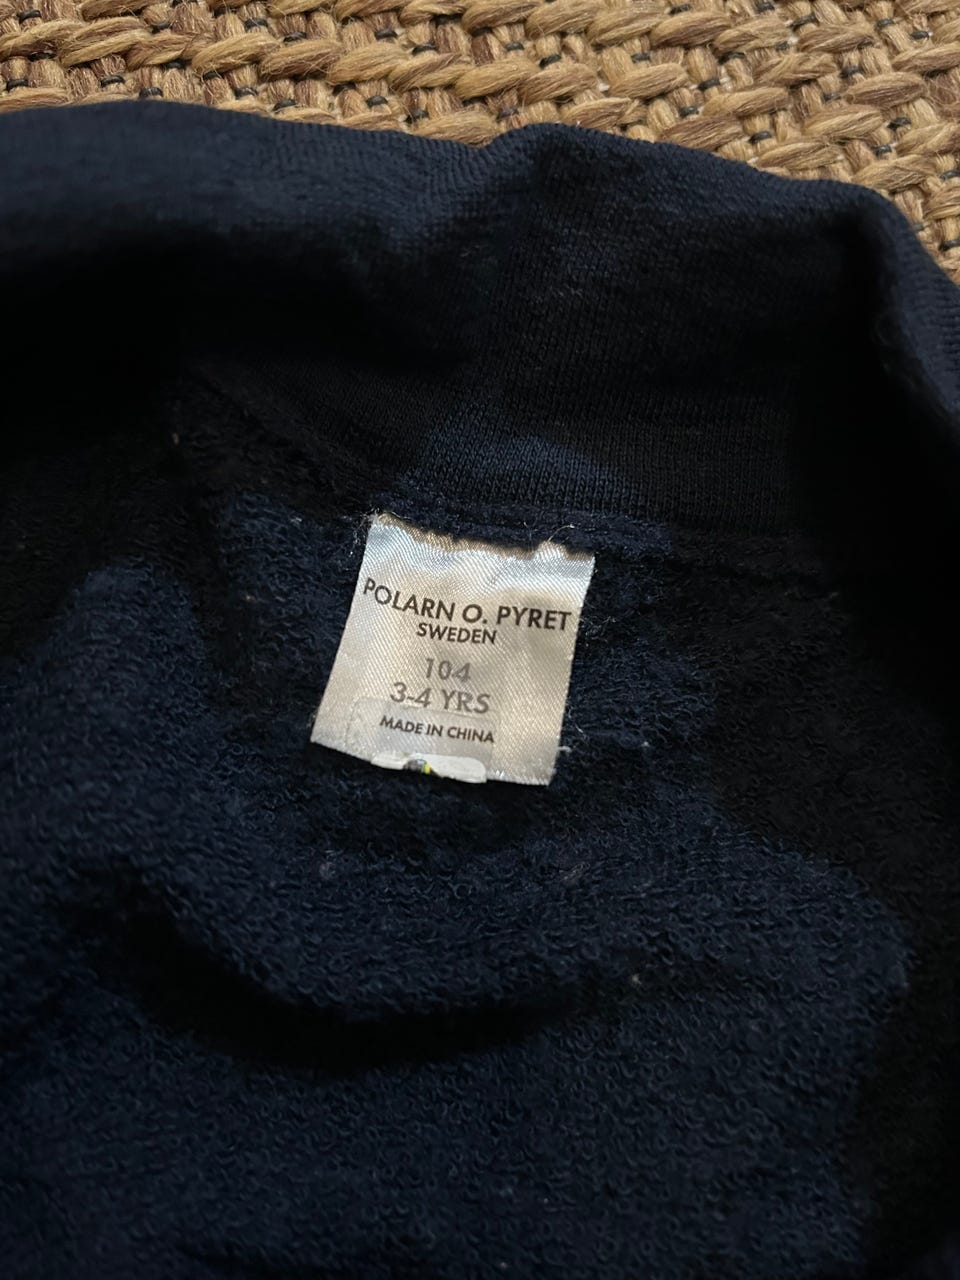 POLARN O. PYRET
SWEDEN
104
3-4 YRS
MADE IN CHINA